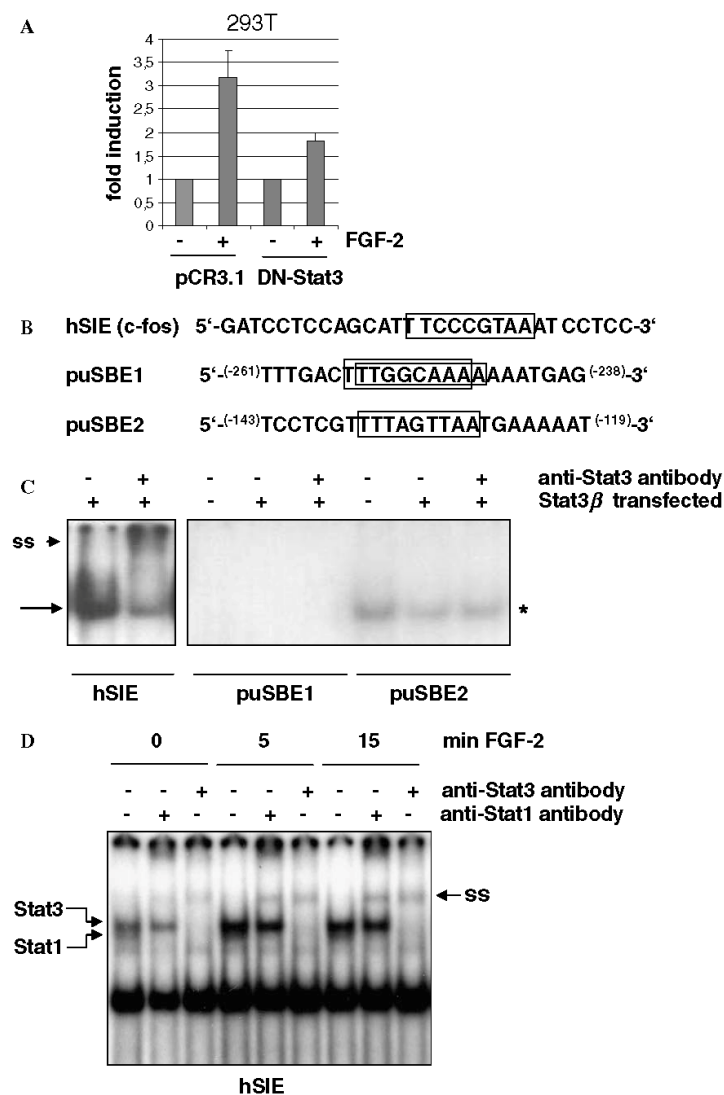 A
293T
4
3,5
3
2,5
2
1,5
1
0,5
0
fold induction
- + - + FGF-2
pCR3.1 DN-Stat3
B hSIE (c-fos) 5‘-GATCCTCCAGCATTTCCCGTAAATCCTCC-3‘
puSBE1 5‘-(-261)TTTGACTTTGGCAAAAAAATGAG(-238)-3‘
puSBE2 5‘-(-143)TCCTCGTTTTAGTTAATGAAAAAT(-119)-3‘
C
- + - - + - - + anti-Stat3 antibody
+ + - + + - + + Stat3β transfected
ss
*
hSIE puSBE1 puSBE2
D 0 5 15 min FGF-2
- - + - - + - - + anti-Stat3 antibody
- + - - + - - + - anti-Stat1 antibody
Stat3
Stat1
ss
hSIE